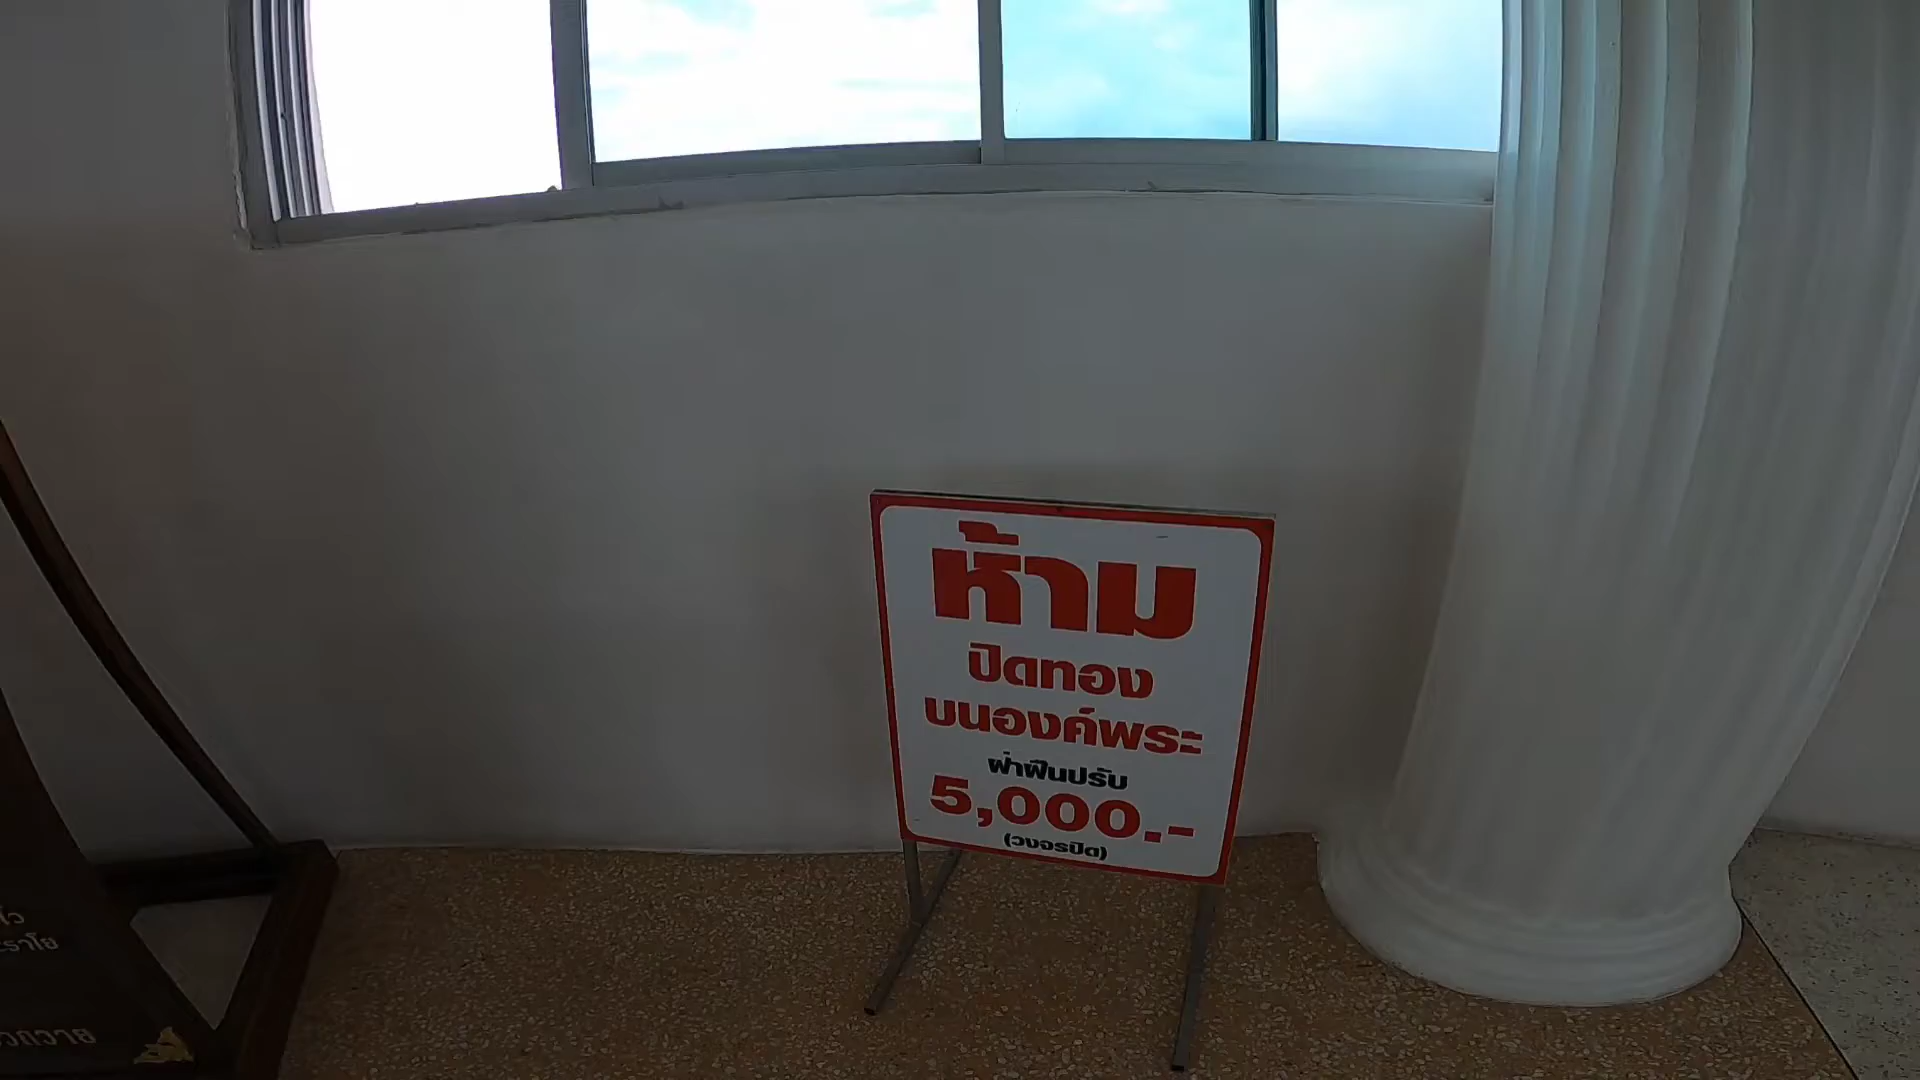 ห้าม
ปิดทอง
บนองค์พระ
ฝ่าฝืนปรับ
5,000.-
(วงจรปิด)